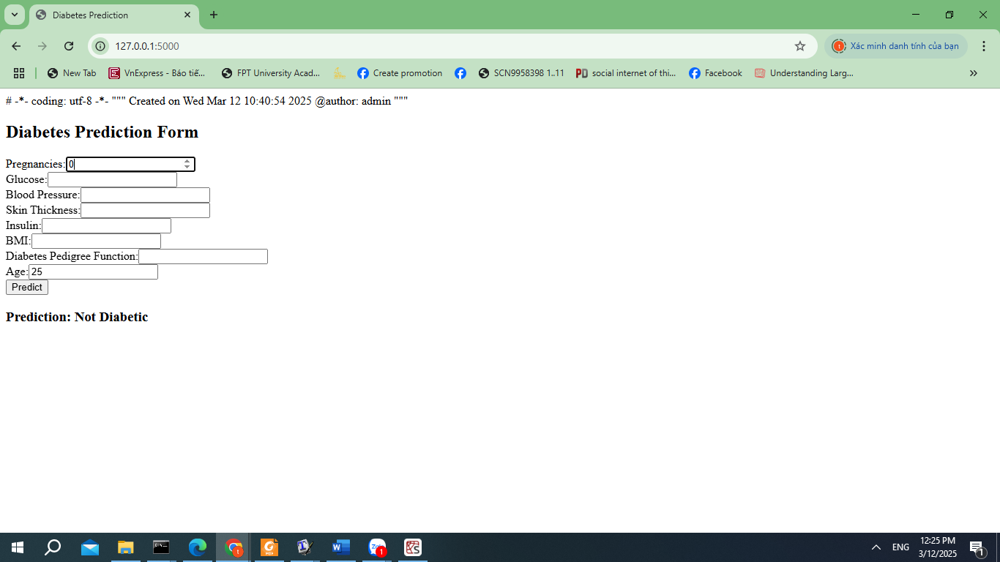 Diabetes Prediction
127.0.0.1:5000
Xác minh danh tính của bạn
New Tab
VnExpress - Báo tiế...
FPT University Acad...
Create promotion
SCN9958398 1..11
PD
social internet of thi...
Facebook
Understanding Larg...
# -*- coding: utf-8 -*- """ Created on Wed Mar 12 10:40:54 2025 @author: admin """
Diabetes Prediction Form
Pregnancies: 0
Glucose:
Blood Pressure:
Skin Thickness:
Insulin:
BMI:
Diabetes Pedigree Function:
Age: 25
Predict
Prediction: Not Diabetic
ENG
12:25 PM
3/12/2025
1